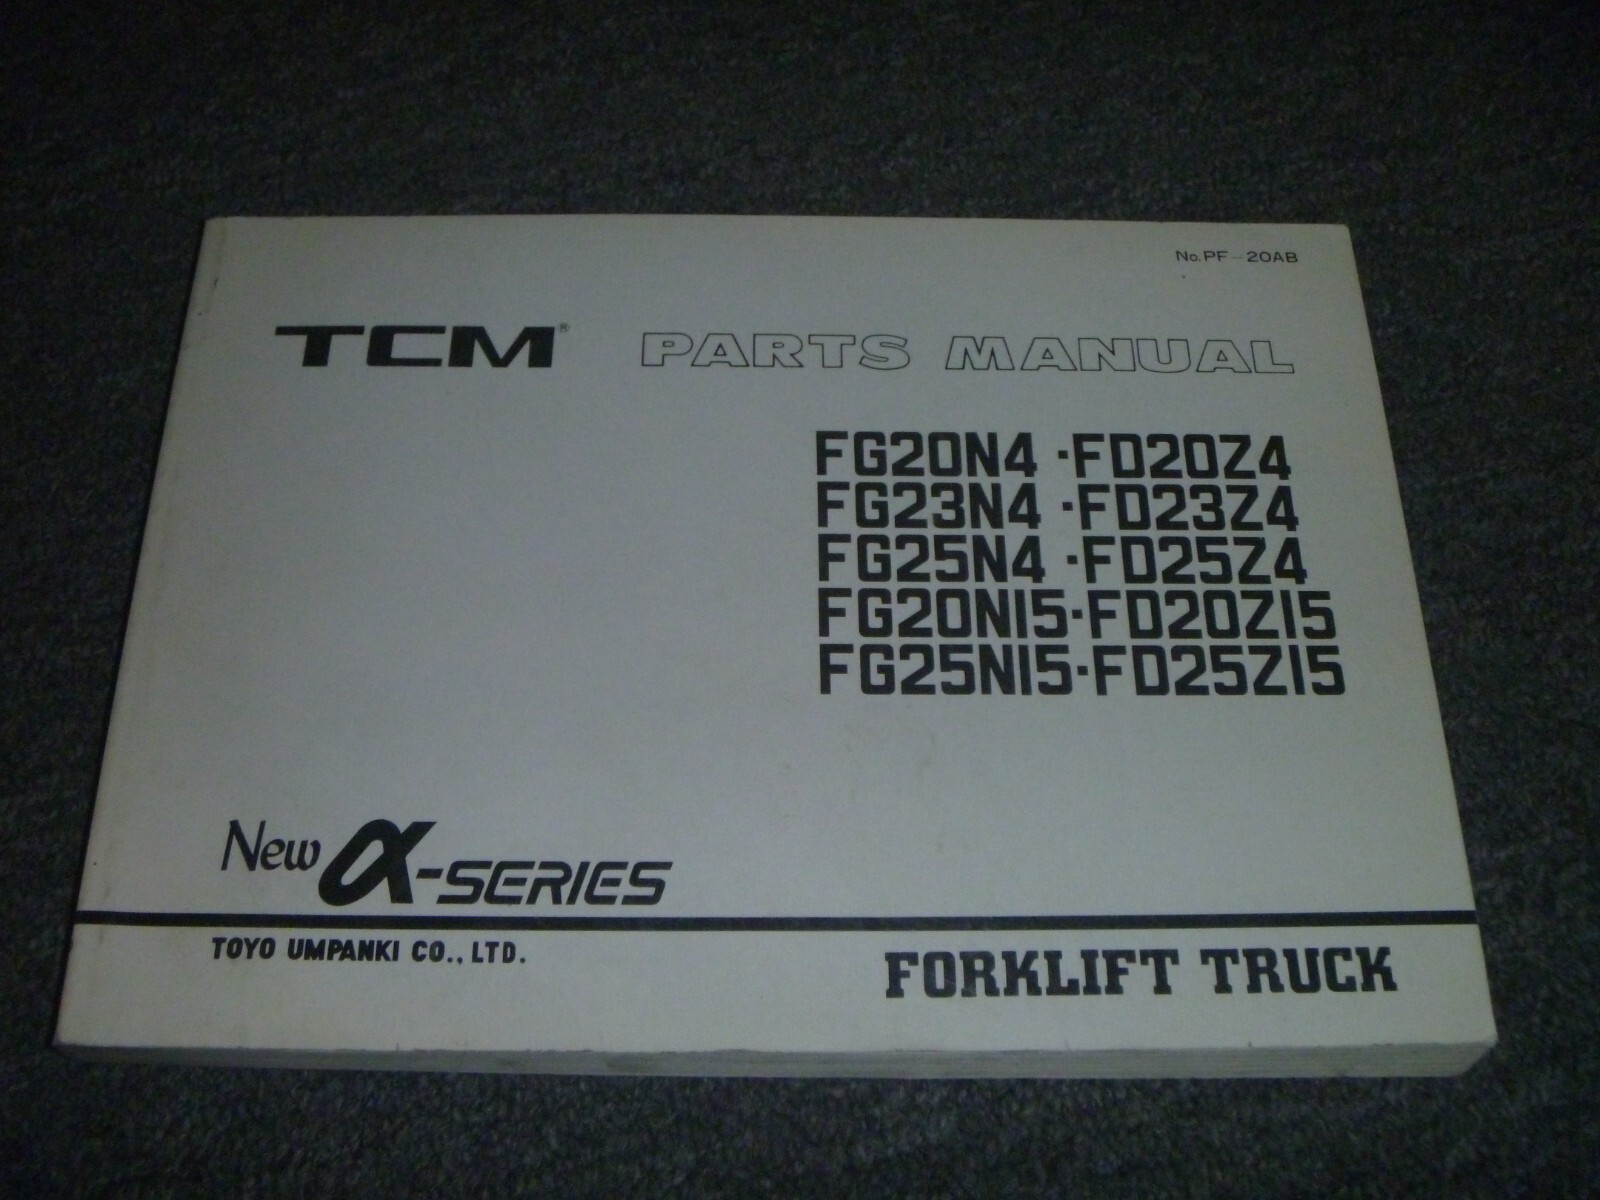 No.PF-20AB
TCM® PARTS MANUAL
FG20N4 ·FD20Z4
FG23N4 ·FD23Z4
FG25N4 ·FD25Z4
FG20N15·FD20Z15
FG25N15·FD25Z15
New α-SERIES
TOYO UMPANKI CO., LTD.
FORKLIFT TRUCK